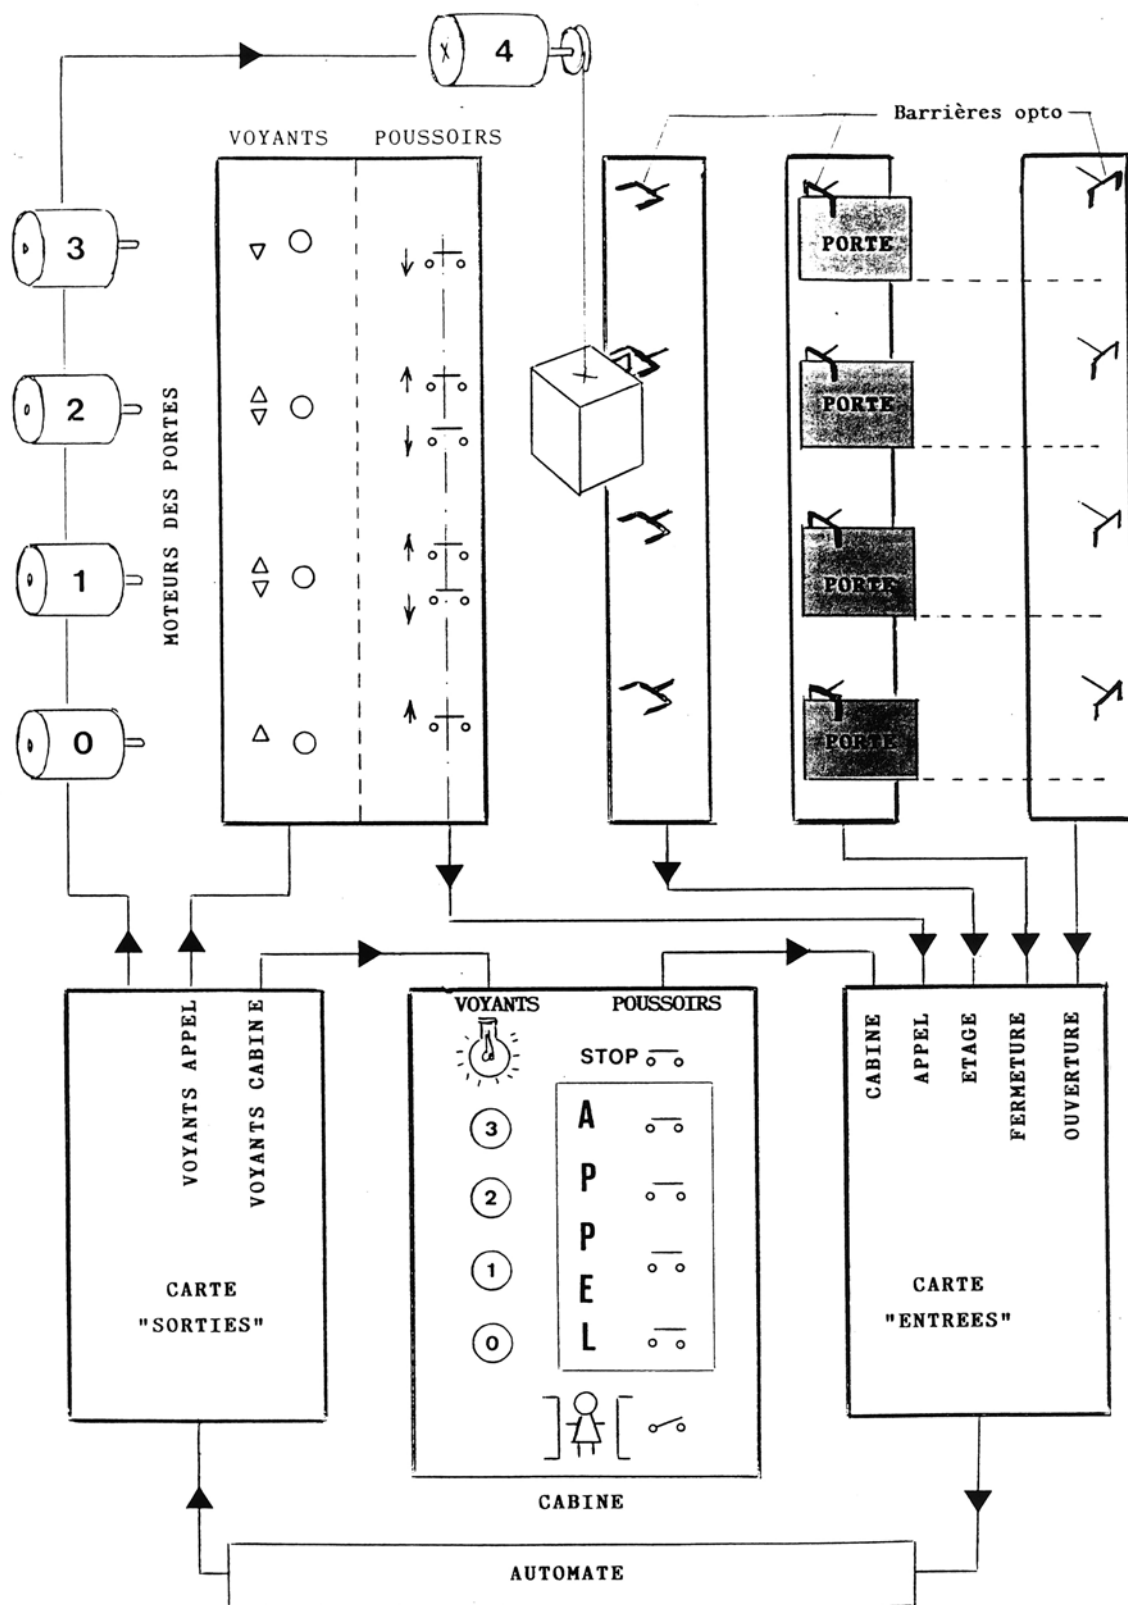 4
Barrières opto
VOYANTS
POUSSOIRS
3
2
1
0
MOTEURS DES PORTES
PORTE
PORTE
PORTE
PORTE
VOYANTS APPEL
VOYANTS CABINE
CARTE
"SORTIES"
VOYANTS
POUSSOIRS
STOP
3
2
1
0
APPEL
CABINE
CABINE
APPEL
ETAGE
FERMETURE
OUVERTURE
CARTE
"ENTREES"
AUTOMATE